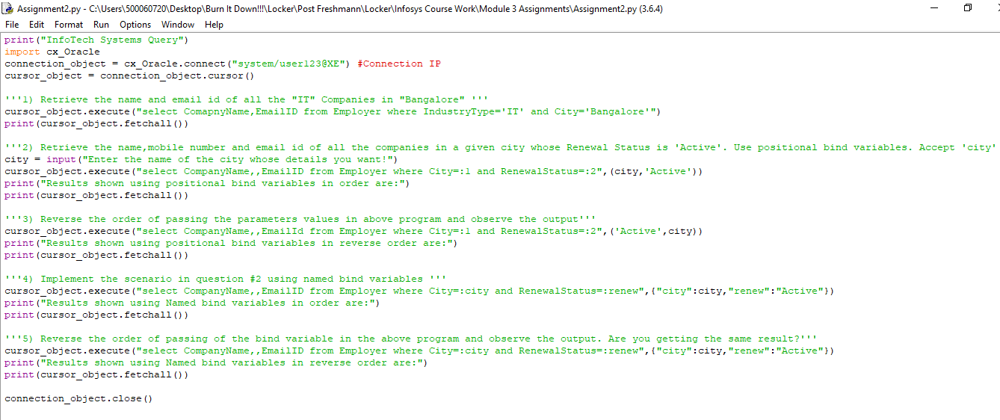 Assignment2.py - C:\Users\500060720\Desktop\Burn It Down!!!\Locker\Post Freshmann\Locker\Infosys Course Work\Module 3 Assignments\Assignment2.py (3.6.4)
File Edit Format Run Options Window Help
print("InfoTech Systems Query")
import cx_Oracle
connection_object = cx_Oracle.connect("system/user123@XE") #Connection IP
cursor_object = connection_object.cursor()
'''1) Retrieve the name and email id of all the "IT" Companies in "Bangalore" '''
cursor_object.execute("select ComapnyName,EmailID from Employer where IndustryType='IT' and City='Bangalore'")
print(cursor_object.fetchall())
'''2) Retrieve the name,mobile number and email id of all the companies in a given city whose Renewal Status is 'Active'. Use positional bind variables. Accept 'city'
city = input("Enter the name of the city whose details you want!")
cursor_object.execute("select CompanyName,,EmailID from Employer where City=:1 and RenewalStatus=:2",(city,'Active'))
print("Results shown using positional bind variables in order are:")
print(cursor_object.fetchall())
'''3) Reverse the order of passing the parameters values in above program and observe the output'''
cursor_object.execute("select CompanyName,,EmailID from Employer where City=:1 and RenewalStatus=:2",('Active',city))
print("Results shown using positional bind variables in reverse order are:")
print(cursor_object.fetchall())
'''4) Implement the scenario in question #2 using named bind variables '''
cursor_object.execute("select CompanyName,,EmailID from Employer where City=:city and RenewalStatus=:renew",{"city":city,"renew":"Active"})
print("Results shown using Named bind variables in order are:")
print(cursor_object.fetchall())
'''5) Reverse the order of passing of the bind variable in the above program and observe the output. Are you getting the same result?'''
cursor_object.execute("select CompanyName,,EmailID from Employer where City=:city and RenewalStatus=:renew",{"city":city,"renew":"Active"})
print("Results shown using Named bind variables in reverse order are:")
print(cursor_object.fetchall())
connection_object.close()